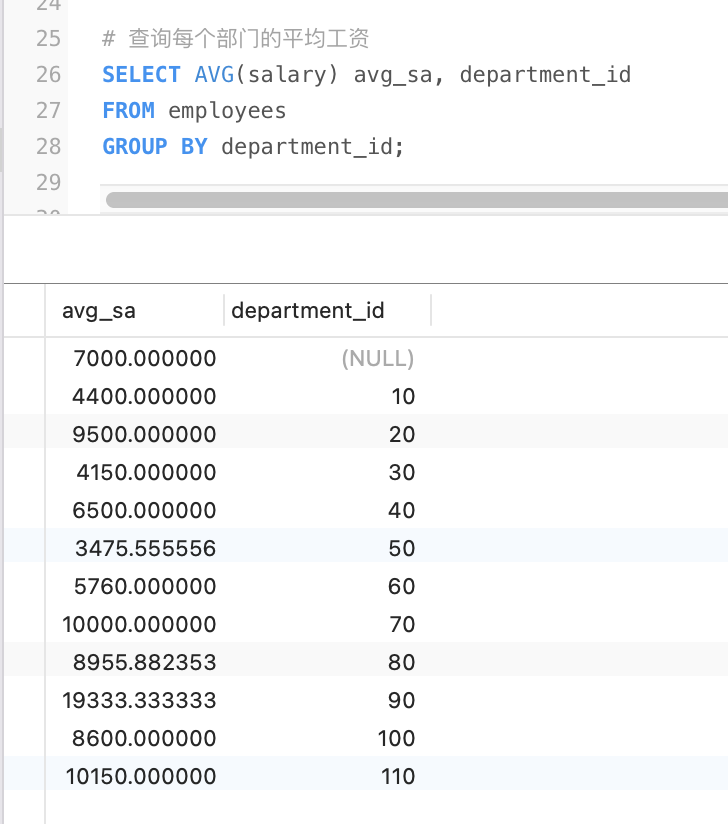 24
25 # 查询每个部门的平均工资
26 SELECT AVG(salary) avg_sa, department_id
27 FROM employees
28 GROUP BY department_id;
29
30
avg_sa department_id
7000.000000 (NULL)
4400.000000 10
9500.000000 20
4150.000000 30
6500.000000 40
3475.555556 50
5760.000000 60
10000.000000 70
8955.882353 80
19333.333333 90
8600.000000 100
10150.000000 110